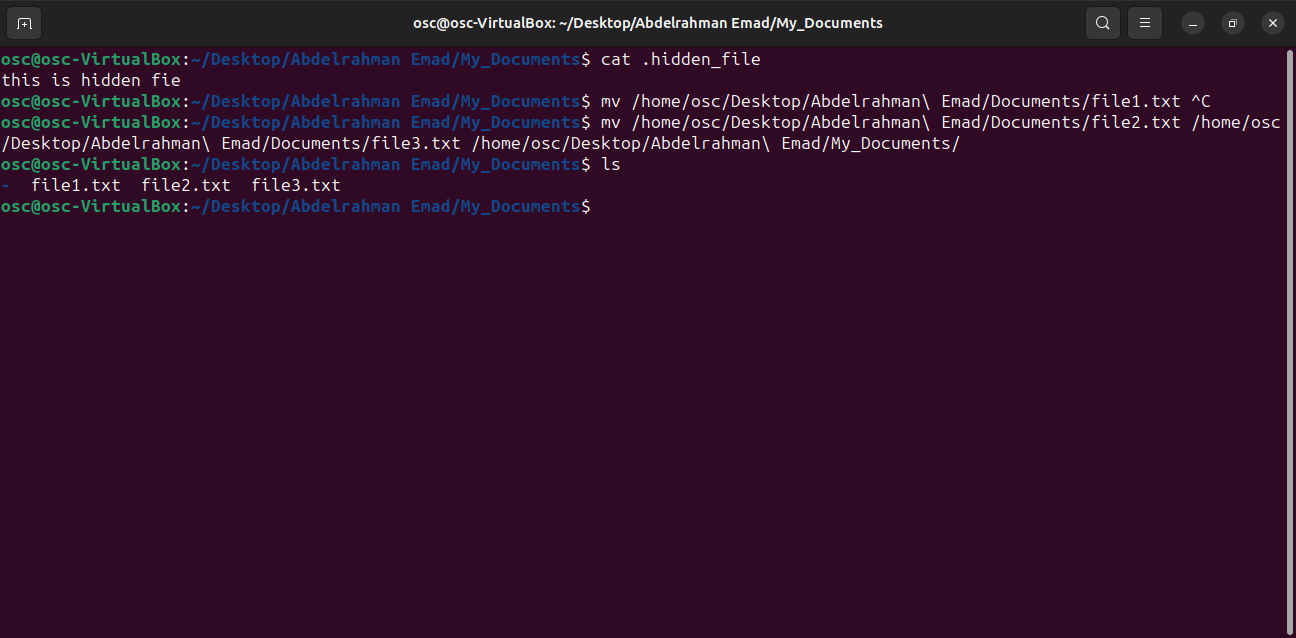 osc@osc-VirtualBox: ~/Desktop/Abdelrahman Emad/My_Documents
osc@osc-VirtualBox:~/Desktop/Abdelrahman Emad/My_Documents$ cat .hidden_file
this is hidden fie
osc@osc-VirtualBox:~/Desktop/Abdelrahman Emad/My_Documents$ mv /home/osc/Desktop/Abdelrahman\ Emad/Documents/file1.txt ^C
osc@osc-VirtualBox:~/Desktop/Abdelrahman Emad/My_Documents$ mv /home/osc/Desktop/Abdelrahman\ Emad/Documents/file2.txt /home/osc
/Desktop/Abdelrahman\ Emad/Documents/file3.txt /home/osc/Desktop/Abdelrahman\ Emad/My_Documents/
osc@osc-VirtualBox:~/Desktop/Abdelrahman Emad/My_Documents$ ls
-  file1.txt  file2.txt  file3.txt
osc@osc-VirtualBox:~/Desktop/Abdelrahman Emad/My_Documents$